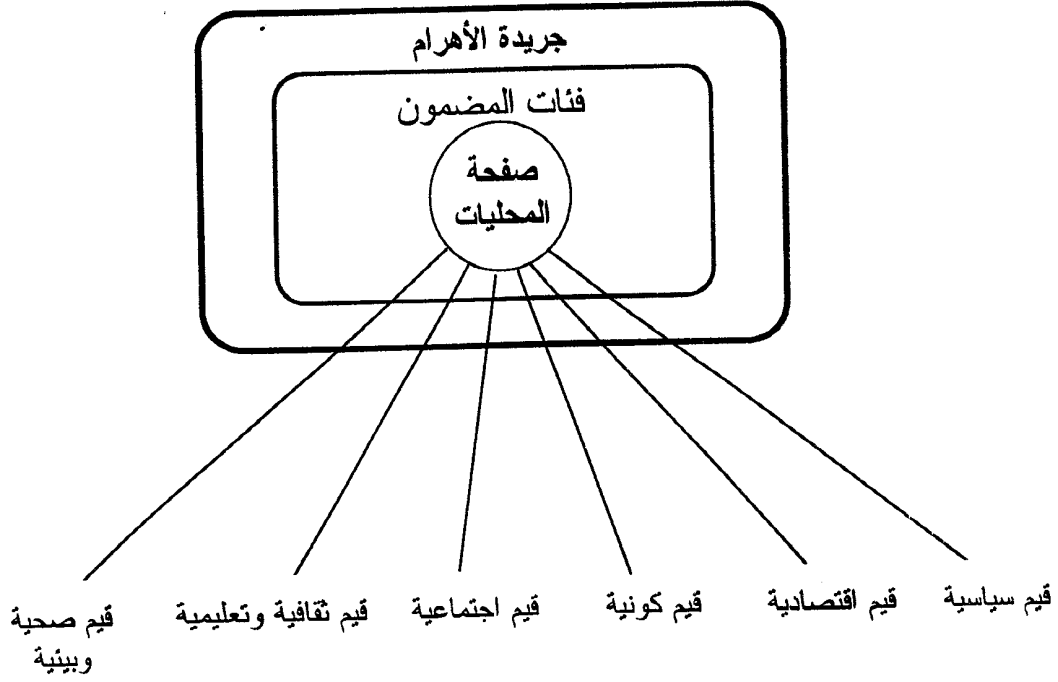 جريدة الأهرام
فئات المضمون
صفحة
المحليات
قيم سياسية
قيم اقتصادية
قيم كونية
قيم اجتماعية
قيم ثقافية وتعليمية
قيم صحية
وبيئية